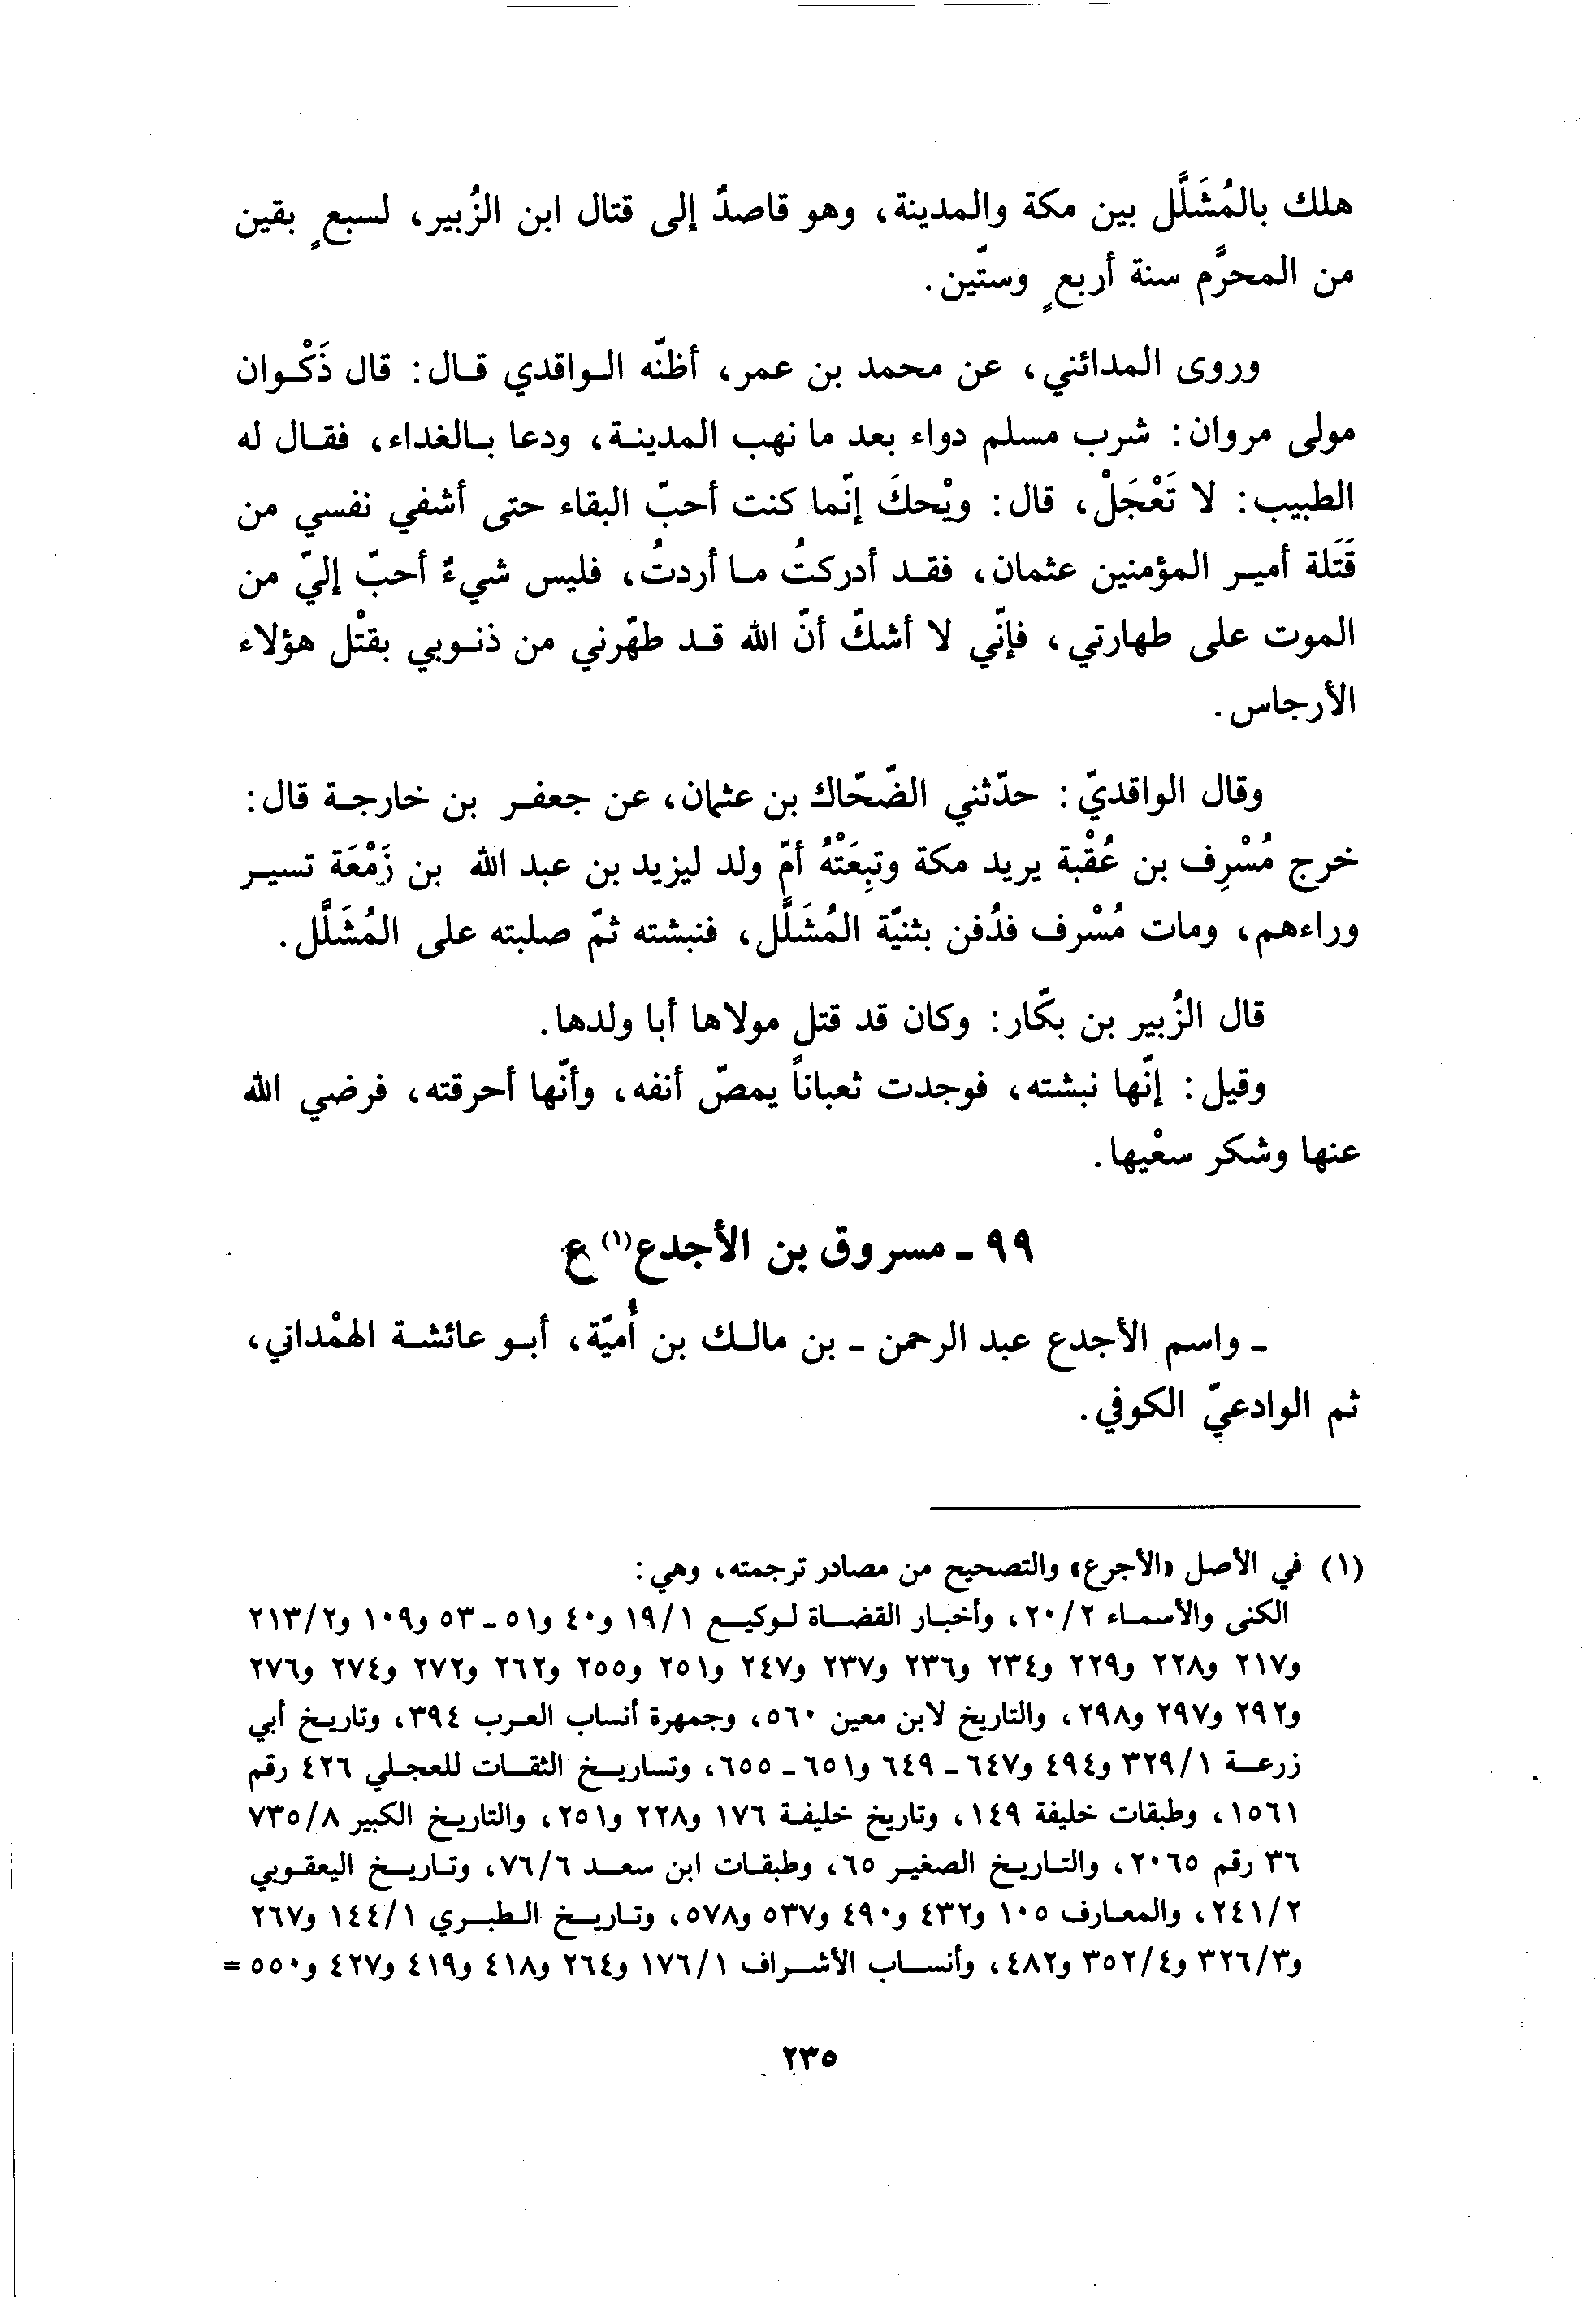 هلك بالمُشَلَّل بين مكة والمدينة، وهو قاصدٌ إلى قتال ابن الزُبير، لسبعٍ بقين
من المحرَّم سنة أربعٍ وستّين.
وروى المدائني، عن محمد بن عمر، أظنّه الواقدي قال: قال ذَكْوان
مولى مروان: شرب مسلم دواء بعد ما نهب المدينة، ودعا بالغداء، فقال له
الطبيب: لا تَعْجَلْ، قال: ويْحكَ إنّما كنت أحبّ البقاء حتى أشفي نفسي من
قَتَلة أمير المؤمنين عثمان، فقد أدركتُ ما أردتُ، فليس شيءٌ أحبّ إليّ من
الموت على طهارتي، فإنّي لا أشكّ أنّ الله قد طهّرني من ذنوبي بقتْل هؤلاء
الأرجاس.
وقال الواقديّ: حدّثني الضّحّاك بن عثمان، عن جعفر بن خارجة قال:
خرج مُسْرِف بن عُقْبة يريد مكة وتبِعَتْهُ أمّ ولد ليزيد بن عبد الله بن زَمْعَة تسير
وراءهم، ومات مُسْرف فدُفن بثنيّة المُشَلَّل، فنبشته ثمّ صلبته على المُشَلَّل.
قال الزُبير بن بكّار: وكان قد قتل مولاها أبا ولدها.
وقيل: إنّها نبشته، فوجدت ثعباناً يمصّ أنفه، وأنّها أحرقته، فرضي الله
عنها وشكر سعْيها.
٩٩ - مسروق بن الأجدع(١) ع
- واسم الأجدع عبد الرحمن - بن مالك بن أُميّة، أبو عائشة الهمْداني،
ثم الوادعيّ الكوفي.
(١) في الأصل «الأجرع» والتصحيح من مصادر ترجمته، وهي:
الكنى والأسماء ٢٠/٢، وأخبار القضاة لوكيع ١٩/١ و٤٠ و٥١ - ٥٣ و١٠٩ و٢١٣/٢
و٢١٧ و٢٢٨ و٢٢٩ و٢٣٤ و٢٣٦ و٢٣٧ و٢٤٧ و٢٥١ و٢٥٥ و٢٦٢ و٢٧٢ و٢٧٤ و٢٧٦
و٢٩٢ و٢٩٧ و٢٩٨، والتاريخ لابن معين ٥٦٠، وجمهرة أنساب العرب ٣٩٤، وتاريخ أبي
زرعة ٣٢٩/١ و٤٩٤ و٦٤٧ - ٦٤٩ و٦٥١ - ٦٥٥، وتساريخ الثقات للعجلي ٤٢٦ رقم
١٥٦١، وطبقات خليفة ١٤٩، وتاريخ خليفة ١٧٦ و٢٢٨ و٢٥١، والتاريخ الكبير ٧٣٥/٨
٣٦ رقم ٢٠٦٥، والتاريخ الصغير ٦٥، وطبقات ابن سعد ٧٦/٦، وتاريخ اليعقوبي
٢٤١/٢، والمعارف ١٠٥ و٤٣٢ و٤٩٠ و٥٣٧ و٥٧٨، وتاريخ الطبري ١٤٤/١ و٢٦٧
و٣٢٦/٣ و٣٥٢/٤ و٤٨٢، وأنساب الأشراف ١٧٦/١ و٢٦٤ و٤١٨ و٤١٩ و٤٢٧ و٥٥٠ =
٢٣٥